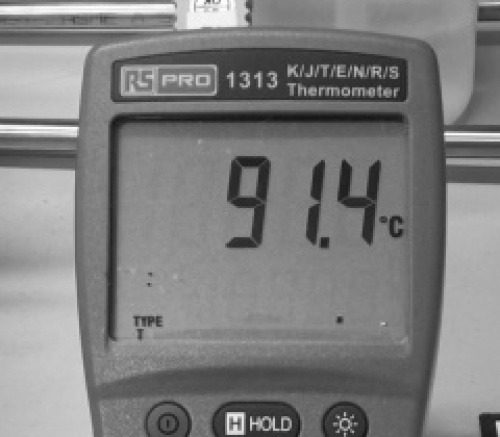 RS PRO 1313 K/J/T/E/N/R/S
Thermometer
91.4 °C
TYPE
T
H HOLD